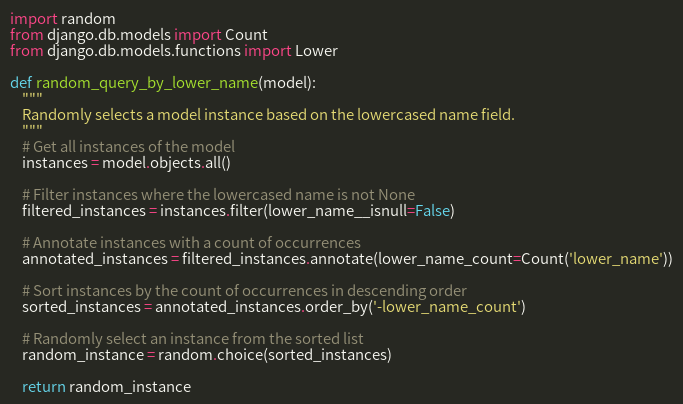 import random
from django.db.models import Count
from django.db.models.functions import Lower
def random_query_by_lower_name(model):
"""
Randomly selects a model instance based on the lowercased name field.
"""
# Get all instances of the model
instances = model.objects.all()
# Filter instances where the lowercased name is not None
filtered_instances = instances.filter(lower_name__isnull=False)
# Annotate instances with a count of occurrences
annotated_instances = filtered_instances.annotate(lower_name_count=Count('lower_name'))
# Sort instances by the count of occurrences in descending order
sorted_instances = annotated_instances.order_by('-lower_name_count')
# Randomly select an instance from the sorted list
random_instance = random.choice(sorted_instances)
return random_instance